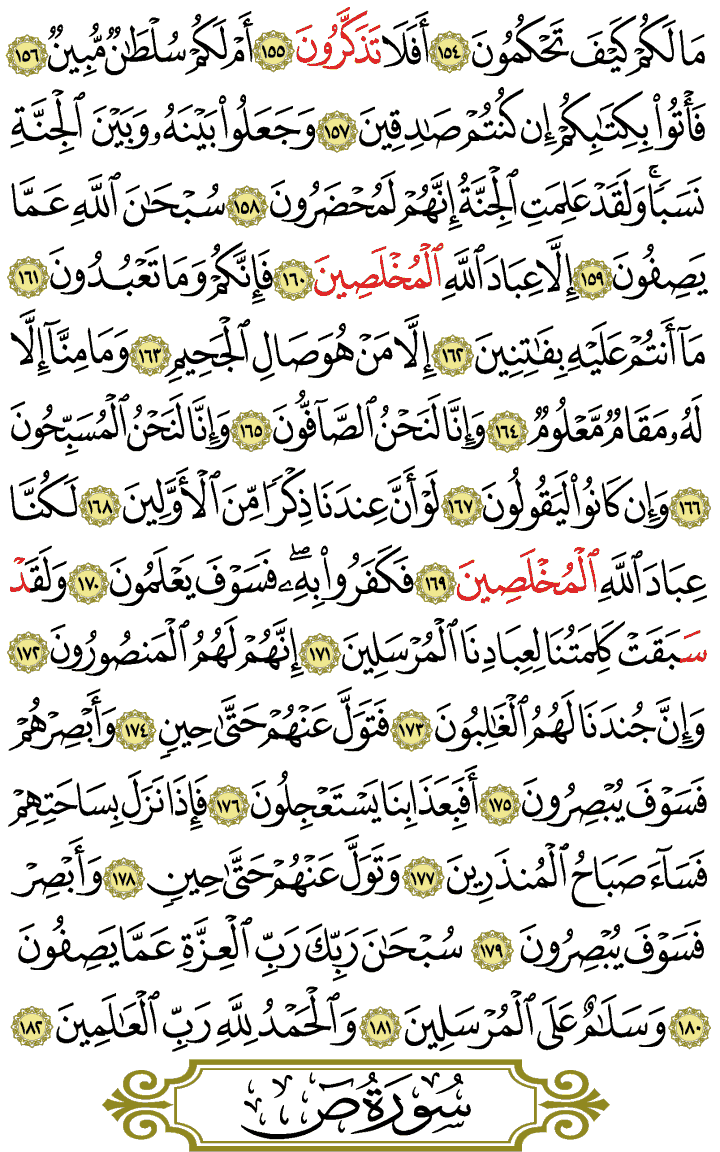 مَا لَكُمْ كَيْفَ تَحْكُمُونَ ١٥٤ أَفَلَا تَذَكَّرُونَ ١٥٥ أَمْ لَكُمْ سُلْطَٰنٌ مُّبِينٌ ١٥٦
فَأْتُوا۟ بِكِتَٰبِكُمْ إِن كُنتُمْ صَٰدِقِينَ ١٥٧ وَجَعَلُوا۟ بَيْنَهُۥ وَبَيْنَ ٱلْجِنَّةِ
نَسَبًا ۚ وَلَقَدْ عَلِمَتِ ٱلْجِنَّةُ إِنَّهُمْ لَمُحْضَرُونَ ١٥٨ سُبْحَٰنَ ٱللَّهِ عَمَّا
يَصِفُونَ ١٥٩ إِلَّا عِبَادَ ٱللَّهِ ٱلْمُخْلَصِينَ ١٦٠ فَإِنَّكُمْ وَمَا تَعْبُدُونَ ١٦١
مَآ أَنتُمْ عَلَيْهِ بِفَٰتِنِينَ ١٦٢ إِلَّا مَنْ هُوَ صَالِ ٱلْجَحِيمِ ١٦٣ وَمَا مِنَّآ إِلَّا
لَهُۥ مَقَامٌ مَّعْلُومٌ ١٦٤ وَإِنَّا لَنَحْنُ ٱلصَّآفُّونَ ١٦٥ وَإِنَّا لَنَحْنُ ٱلْمُسَبِّحُونَ
١٦٦ وَإِن كَانُوا۟ لَيَقُولُونَ ١٦٧ لَوْ أَنَّ عِندَنَا ذِكْرًا مِّنَ ٱلْأَوَّلِينَ ١٦٨ لَكُنَّا
عِبَادَ ٱللَّهِ ٱلْمُخْلَصِينَ ١٦٩ فَكَفَرُوا۟ بِهِۦ ۖ فَسَوْفَ يَعْلَمُونَ ١٧٠ وَلَقَدْ
سَبَقَتْ كَلِمَتُنَا لِعِبَادِنَا ٱلْمُرْسَلِينَ ١٧١ إِنَّهُمْ لَهُمُ ٱلْمَنصُورُونَ ١٧٢
وَإِنَّ جُندَنَا لَهُمُ ٱلْغَٰلِبُونَ ١٧٣ فَتَوَلَّ عَنْهُمْ حَتَّىٰ حِينٍ ١٧٤ وَأَبْصِرْهُمْ
فَسَوْفَ يُبْصِرُونَ ١٧٥ أَفَبِعَذَابِنَا يَسْتَعْجِلُونَ ١٧٦ فَإِذَا نَزَلَ بِسَاحَتِهِمْ
فَسَآءَ صَبَاحُ ٱلْمُنذَرِينَ ١٧٧ وَتَوَلَّ عَنْهُمْ حَتَّىٰ حِينٍ ١٧٨ وَأَبْصِرْ
فَسَوْفَ يُبْصِرُونَ ١٧٩ سُبْحَٰنَ رَبِّكَ رَبِّ ٱلْعِزَّةِ عَمَّا يَصِفُونَ
١٨٠ وَسَلَٰمٌ عَلَى ٱلْمُرْسَلِينَ ١٨١ وَٱلْحَمْدُ لِلَّهِ رَبِّ ٱلْعَٰلَمِينَ ١٨٢
سُورَةُ صٓ